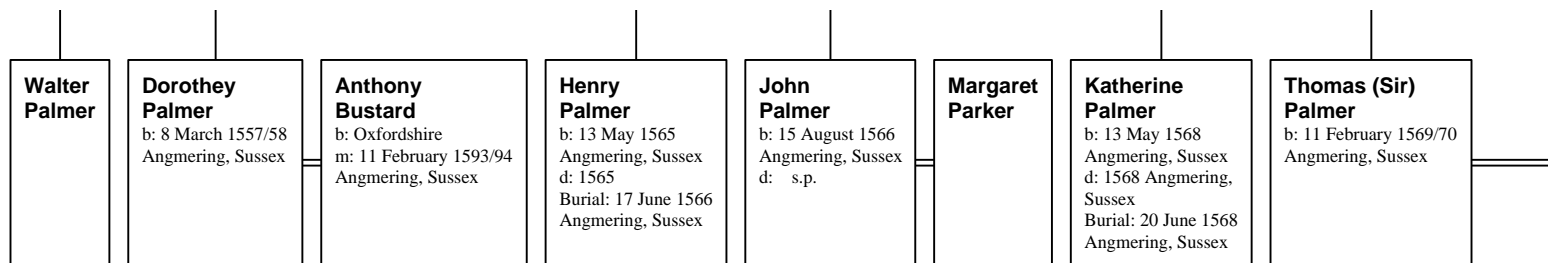 Walter
Palmer
Dorothey
Palmer
b: 8 March 1557/58
Angmering, Sussex
Anthony
Bustard
b: Oxfordshire
m: 11 February 1593/94
Angmering, Sussex
Henry
Palmer
b: 13 May 1565
Angmering, Sussex
d: 1565
Burial: 17 June 1566
Angmering, Sussex
John
Palmer
b: 15 August 1566
Angmering, Sussex
d: s.p.
Margaret
Parker
Katherine
Palmer
b: 13 May 1568
Angmering, Sussex
d: 1568 Angmering,
Sussex
Burial: 20 June 1568
Angmering, Sussex
Thomas (Sir)
Palmer
b: 11 February 1569/70
Angmering, Sussex